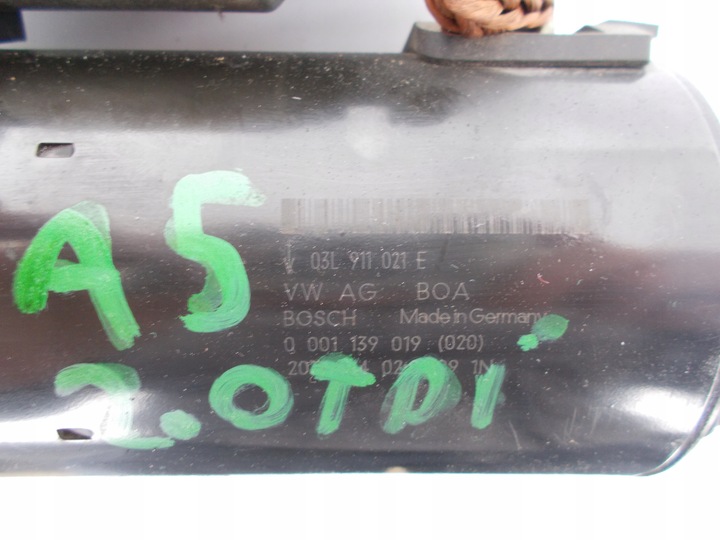 A5
03L 911 021 E
VW AG BOA
BOSCH Made in Germany
0 001 139 019 (020)
2.0TDi